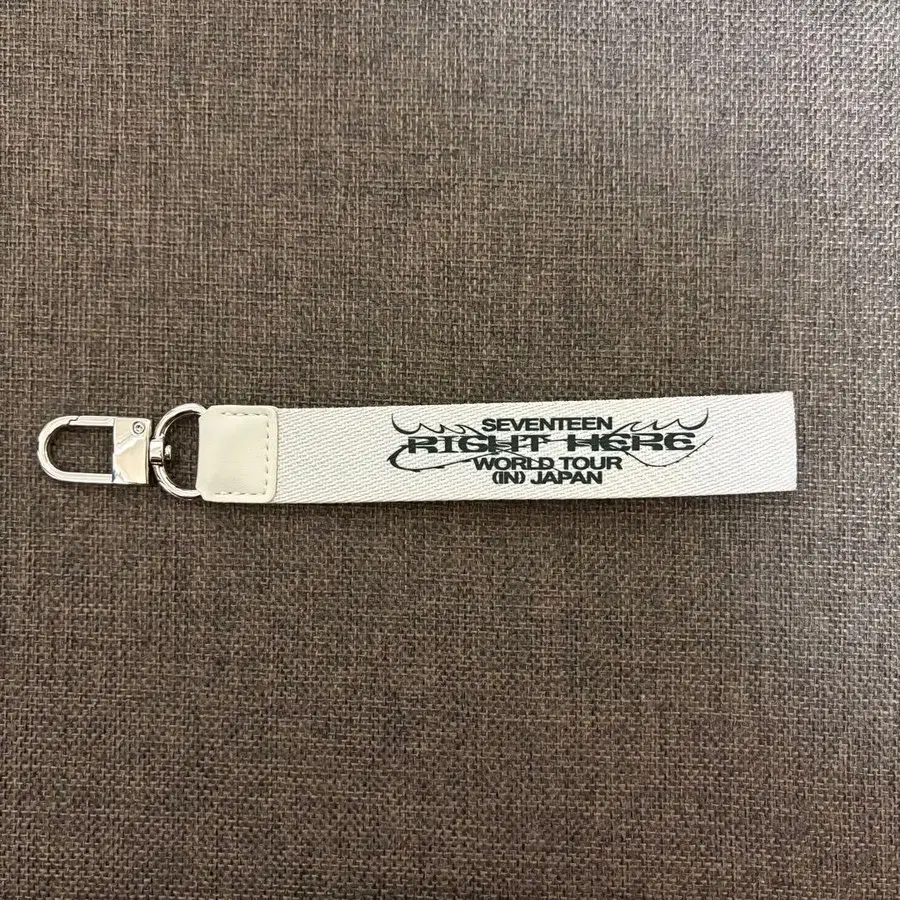 SEVENTEEN
RIGHT HERE
WORLD TOUR
(IN) JAPAN